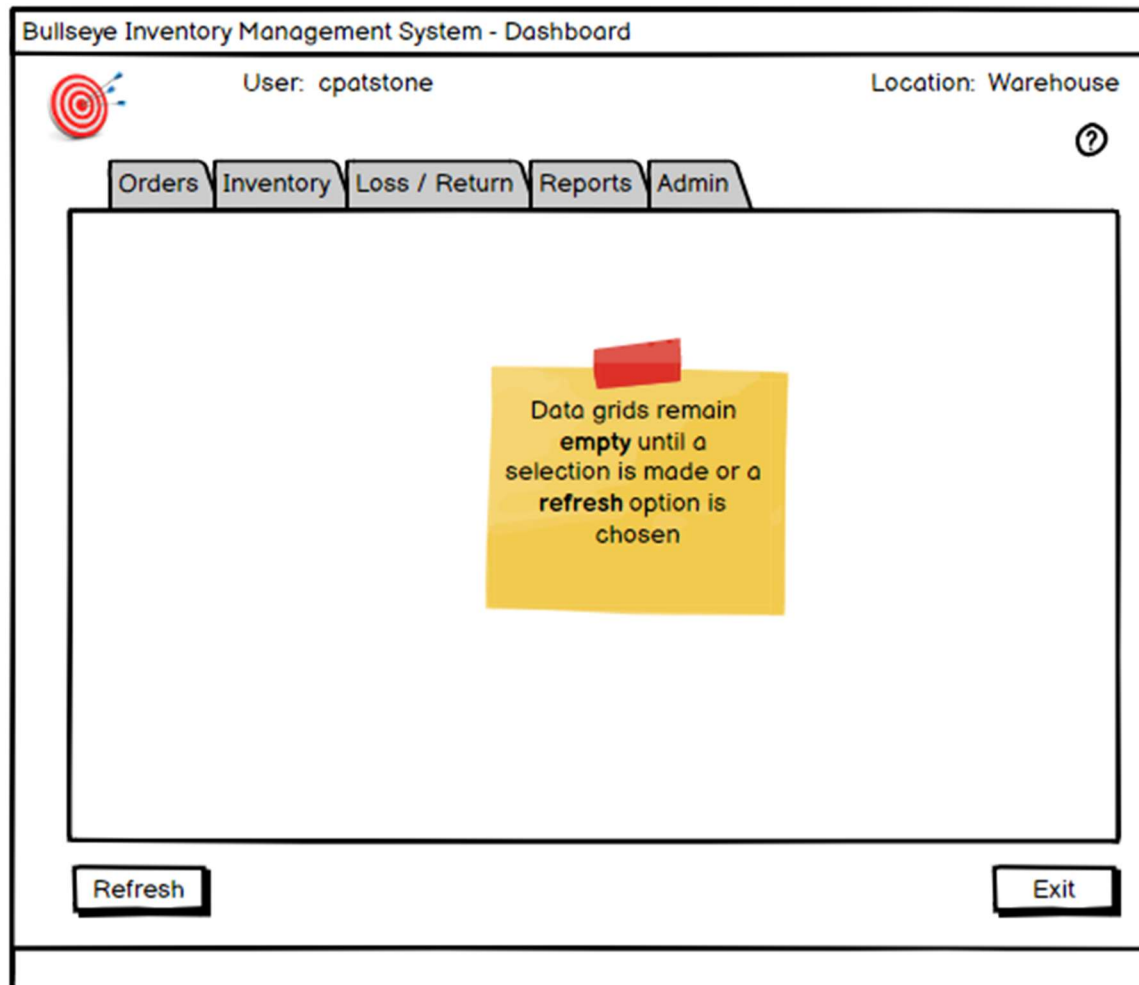 Bullseye Inventory Management System - Dashboard
User: cpatstone
Location: Warehouse
?
Orders
Inventory
Loss / Return
Reports
Admin
Data grids remain
empty until a
selection is made or a
refresh option is
chosen
Refresh
Exit